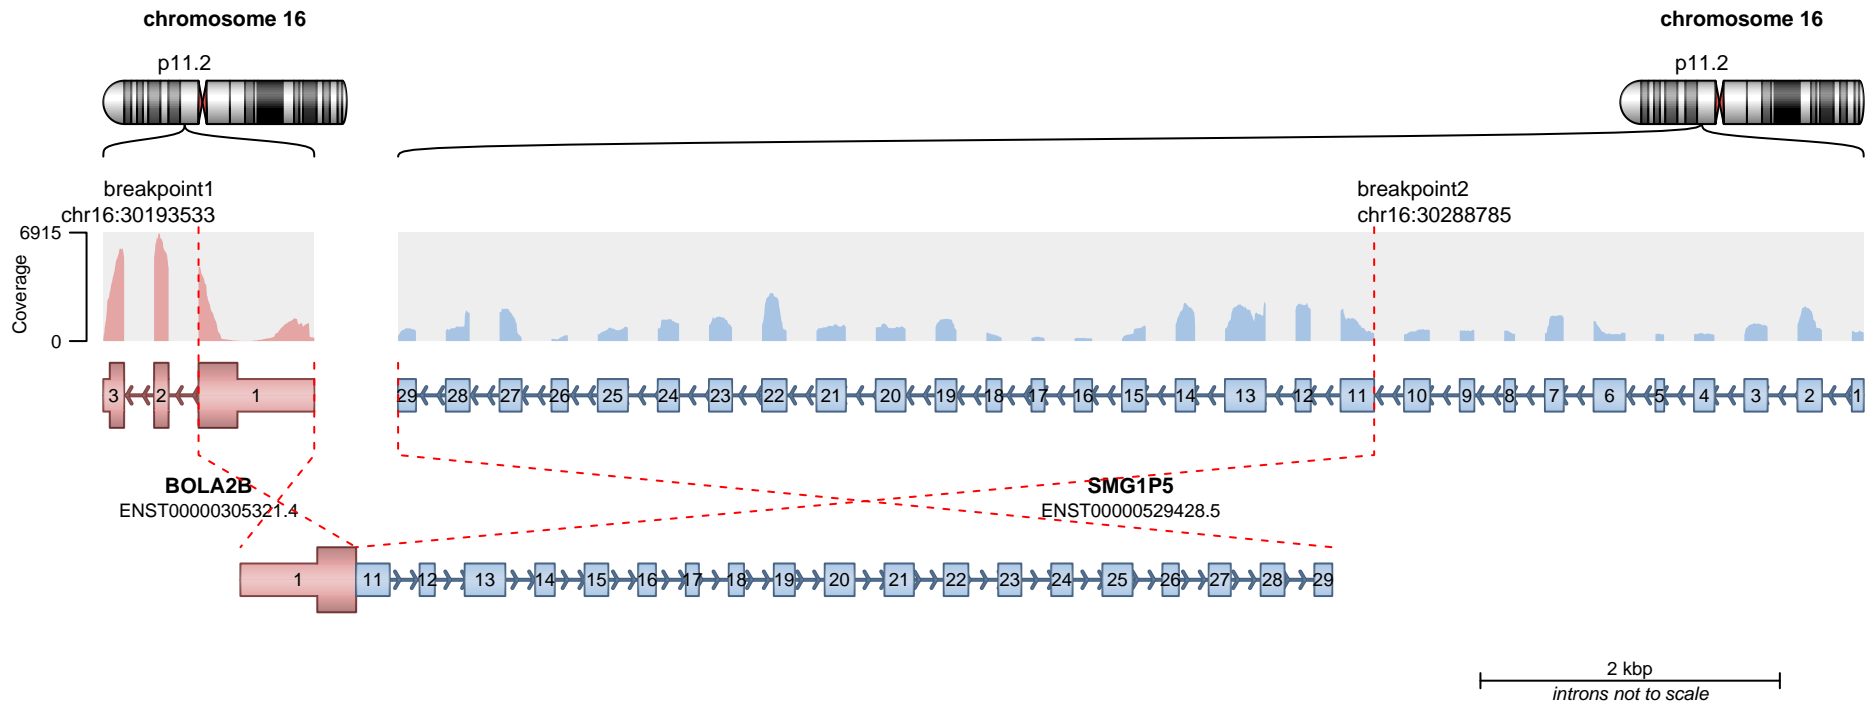 chromosome 16
chromosome 16
p11.2
p11.2
breakpoint1
chr16:30193533
breakpoint2
chr16:30288785
6915
Coverage
0
3 2 1
29 28 27 26 25 24 23 22 21 20 19 18 17 16 15 14 13 12 11 10 9 8 7 6 5 4 3 2 1
BOLA2B
ENST00000305321.4
SMG1P5
ENST00000529428.5
1 11 12 13 14 15 16 17 18 19 20 21 22 23 24 25 26 27 28 29
2 kbp
introns not to scale